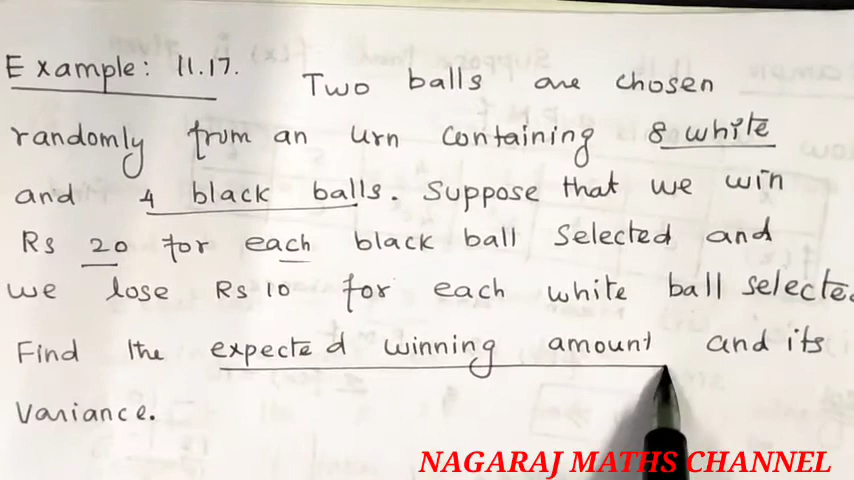 Example: 11.17. Two balls are chosen
randomly from an urn containing 8 white
and 4 black balls. Suppose that we win
Rs 20 for each black ball selected and
we lose Rs 10 for each white ball selected.
Find the expected winning amount and its
Variance.
NAGARAJ MATHS CHANNEL